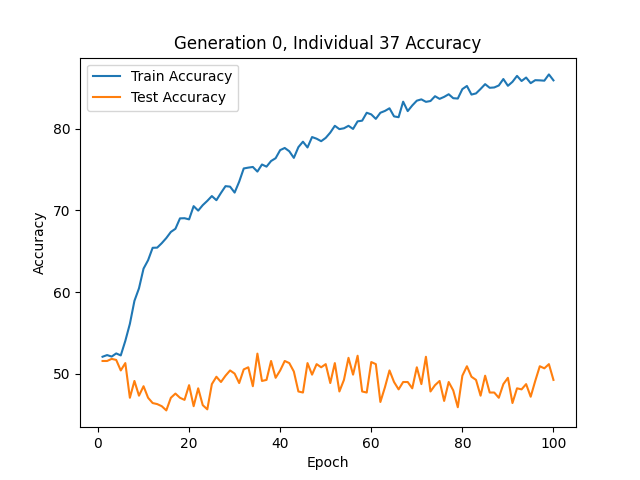 Generation 0, Individual 37 Accuracy
Train Accuracy
Test Accuracy
Accuracy
80
70
60
50
0 20 40 60 80 100
Epoch